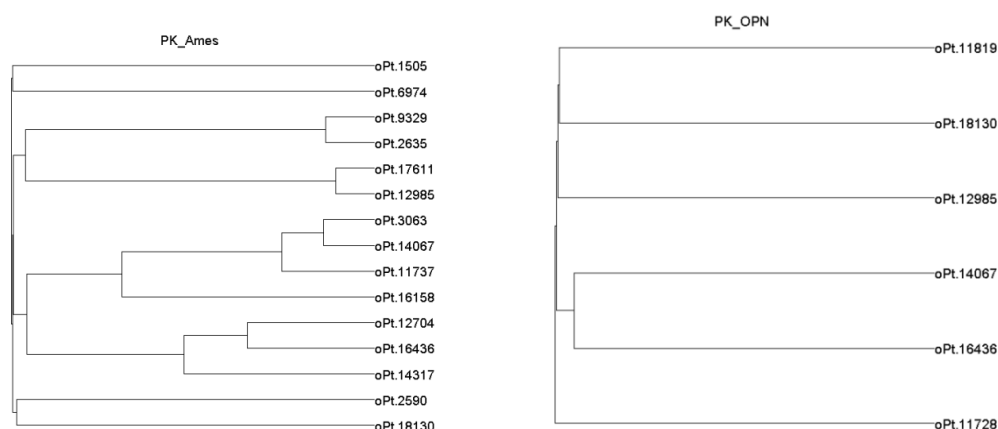 PK_Ames
oPt.1505
oPt.6974
oPt.9329
oPt.2635
oPt.17611
oPt.12985
oPt.3063
oPt.14067
oPt.11737
oPt.16158
oPt.12704
oPt.16436
oPt.14317
oPt.2590
oPt.18130
PK_OPN
oPt.11819
oPt.18130
oPt.12985
oPt.14067
oPt.16436
oPt.11728